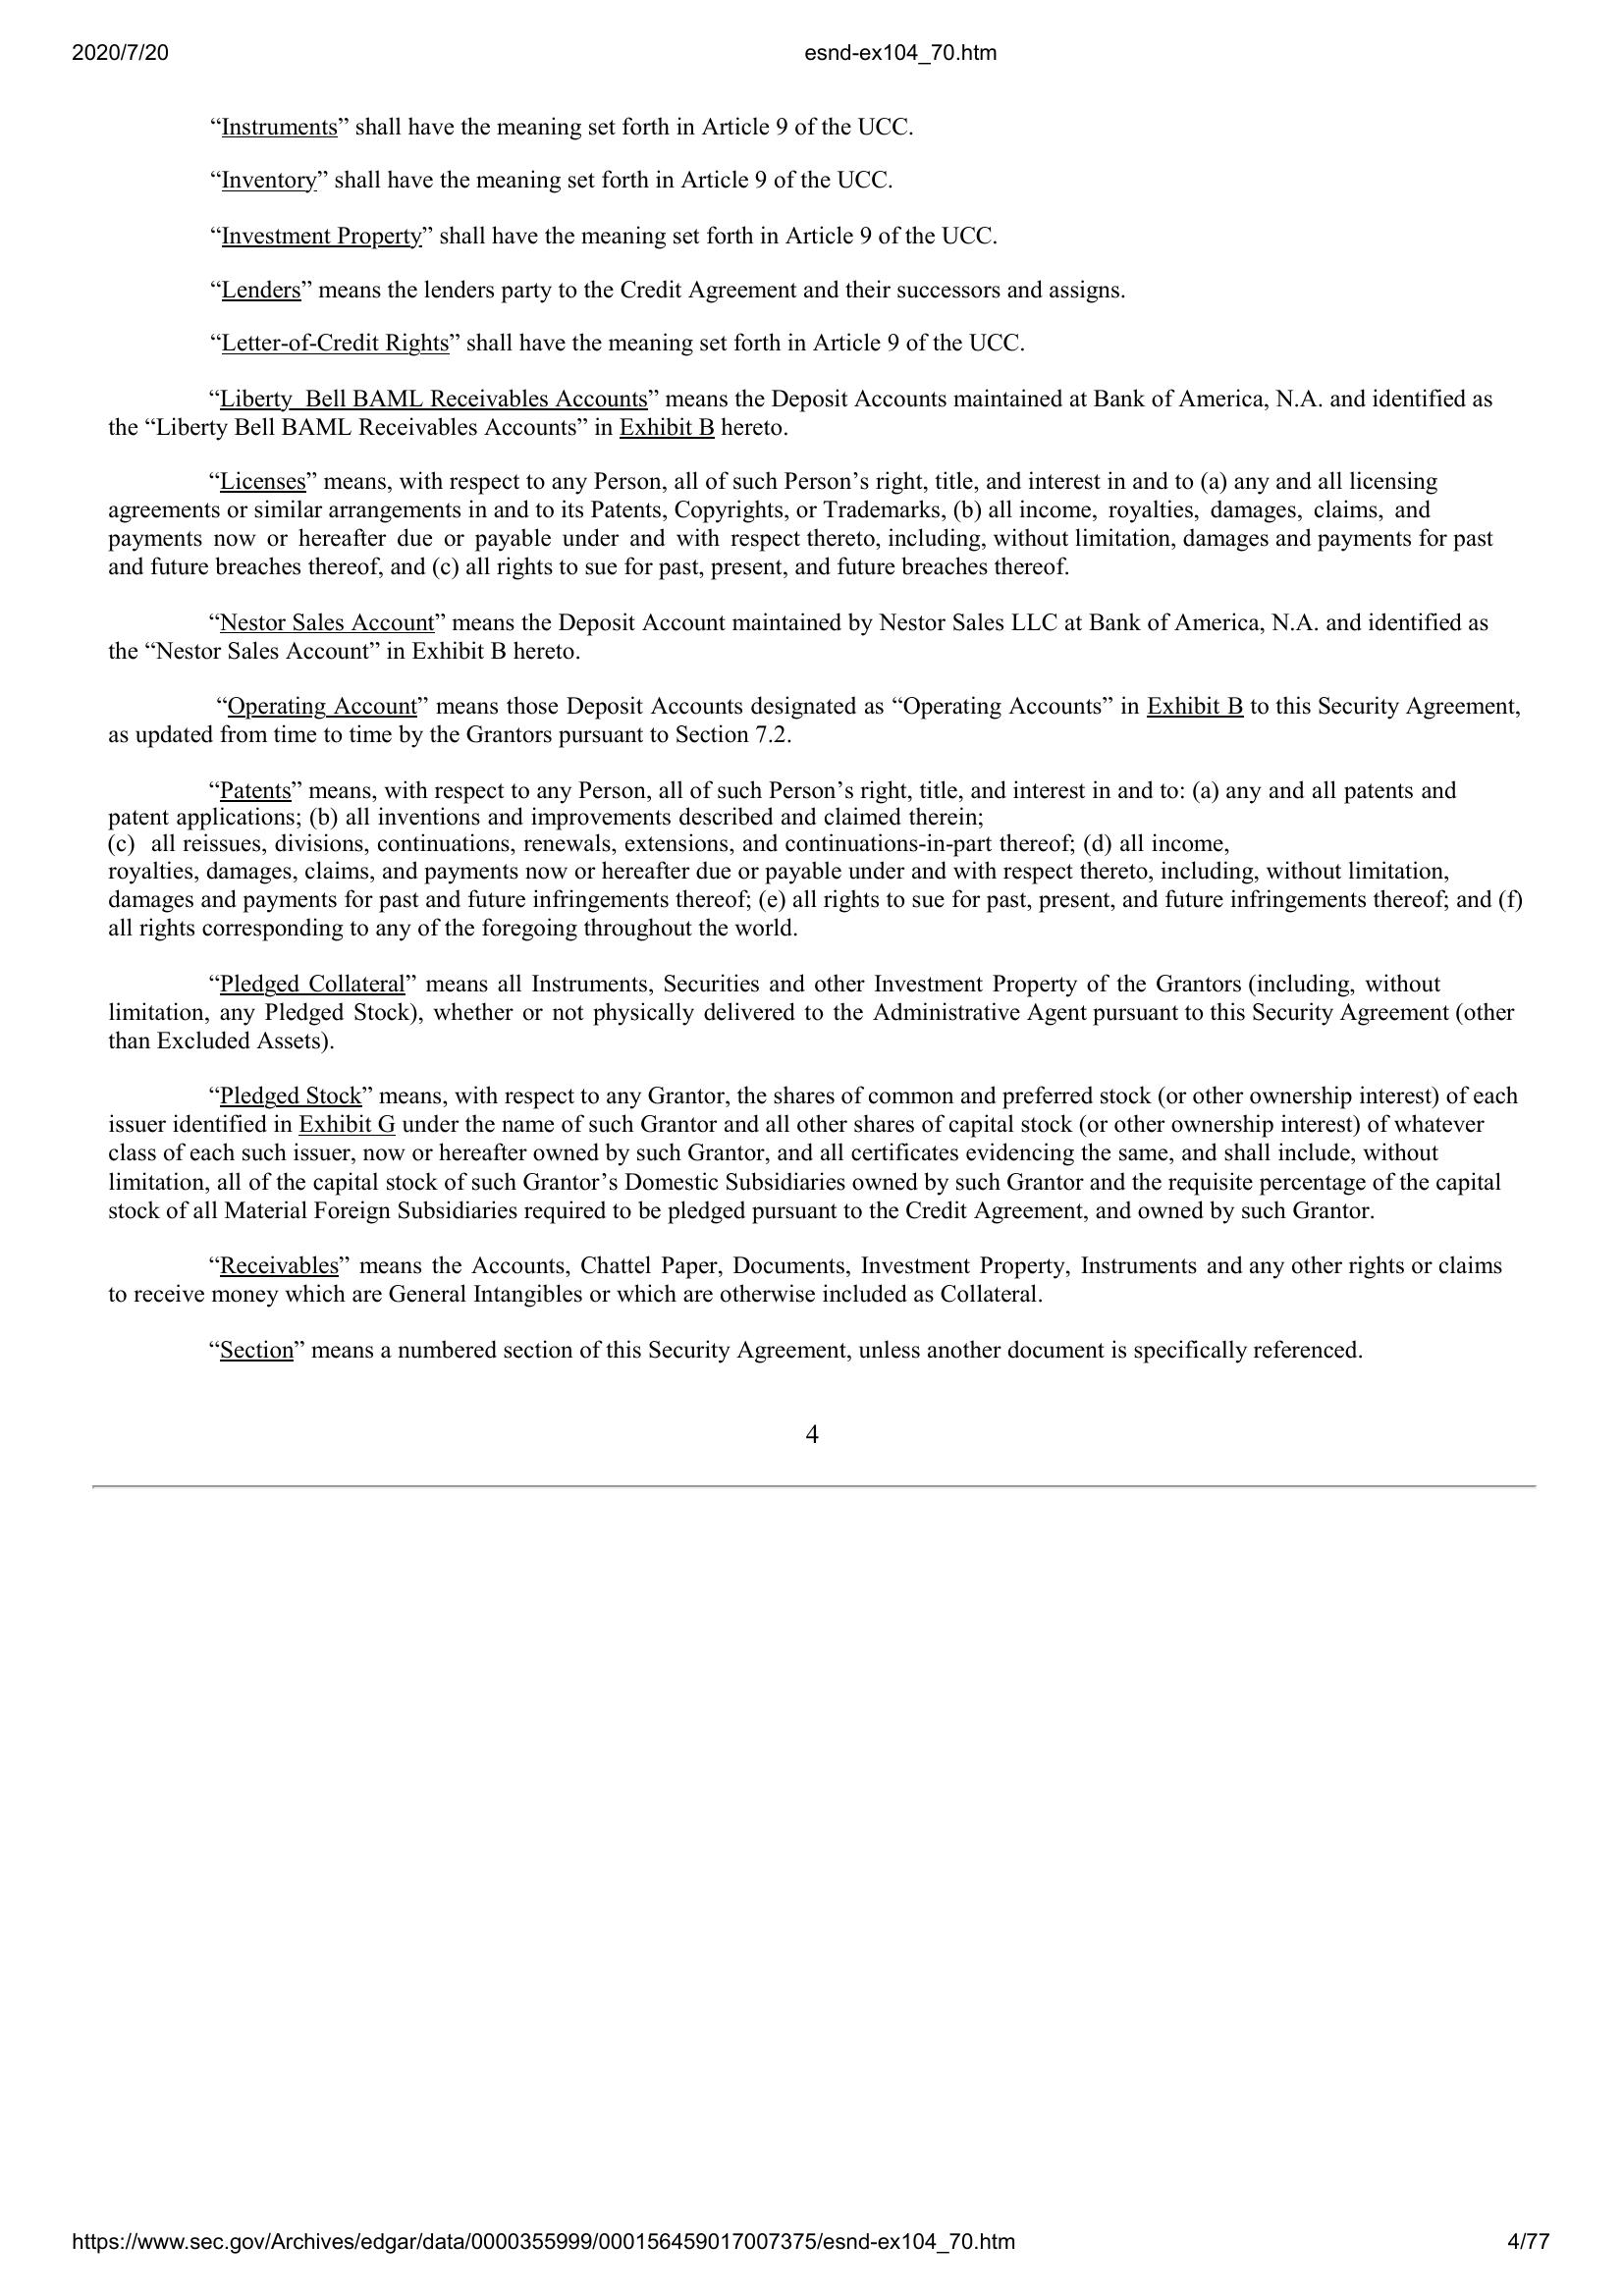 2020/7/20 esnd-ex104_70.htm
“Instruments” shall have the meaning set forth in Article 9 of the UCC.
“Inventory” shall have the meaning set forth in Article 9 of the UCC.
“Investment Property” shall have the meaning set forth in Article 9 of the UCC.
“Lenders” means the lenders party to the Credit Agreement and their successors and assigns.
“Letter-of-Credit Rights” shall have the meaning set forth in Article 9 of the UCC.
“Liberty Bell BAML Receivables Accounts” means the Deposit Accounts maintained at Bank of America, N.A. and identified as
the “Liberty Bell BAML Receivables Accounts” in Exhibit B hereto.
“Licenses” means, with respect to any Person, all of such Person’s right, title, and interest in and to (a) any and all licensing
agreements or similar arrangements in and to its Patents, Copyrights, or Trademarks, (b) all income, royalties, damages, claims, and
payments now or hereafter due or payable under and with respect thereto, including, without limitation, damages and payments for past
and future breaches thereof, and (c) all rights to sue for past, present, and future breaches thereof.
“Nestor Sales Account” means the Deposit Account maintained by Nestor Sales LLC at Bank of America, N.A. and identified as
the “Nestor Sales Account” in Exhibit B hereto.
“Operating Account” means those Deposit Accounts designated as “Operating Accounts” in Exhibit B to this Security Agreement,
as updated from time to time by the Grantors pursuant to Section 7.2.
“Patents” means, with respect to any Person, all of such Person’s right, title, and interest in and to: (a) any and all patents and
patent applications; (b) all inventions and improvements described and claimed therein;
(c) all reissues, divisions, continuations, renewals, extensions, and continuations-in-part thereof; (d) all income,
royalties, damages, claims, and payments now or hereafter due or payable under and with respect thereto, including, without limitation,
damages and payments for past and future infringements thereof; (e) all rights to sue for past, present, and future infringements thereof; and (f)
all rights corresponding to any of the foregoing throughout the world.
“Pledged Collateral” means all Instruments, Securities and other Investment Property of the Grantors (including, without
limitation, any Pledged Stock), whether or not physically delivered to the Administrative Agent pursuant to this Security Agreement (other
than Excluded Assets).
“Pledged Stock” means, with respect to any Grantor, the shares of common and preferred stock (or other ownership interest) of each
issuer identified in Exhibit G under the name of such Grantor and all other shares of capital stock (or other ownership interest) of whatever
class of each such issuer, now or hereafter owned by such Grantor, and all certificates evidencing the same, and shall include, without
limitation, all of the capital stock of such Grantor’s Domestic Subsidiaries owned by such Grantor and the requisite percentage of the capital
stock of all Material Foreign Subsidiaries required to be pledged pursuant to the Credit Agreement, and owned by such Grantor.
“Receivables” means the Accounts, Chattel Paper, Documents, Investment Property, Instruments and any other rights or claims
to receive money which are General Intangibles or which are otherwise included as Collateral.
“Section” means a numbered section of this Security Agreement, unless another document is specifically referenced.
4
https://www.sec.gov/Archives/edgar/data/0000355999/000156459017007375/esnd-ex104_70.htm 4/77